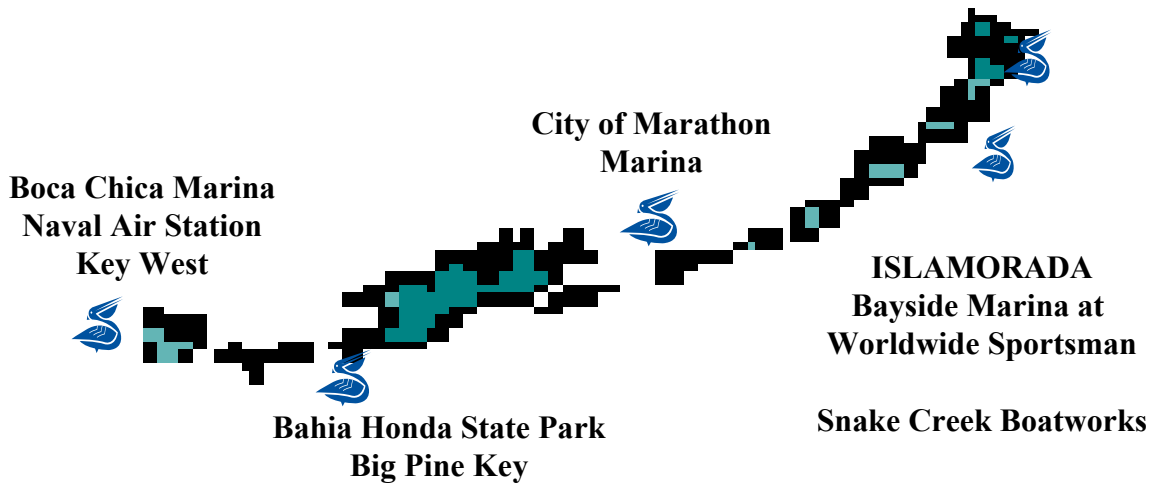 City of Marathon
Marina
Boca Chica Marina
Naval Air Station
Key West
ISLAMORADA
Bayside Marina at
Worldwide Sportsman
Snake Creek Boatworks
Bahia Honda State Park
Big Pine Key